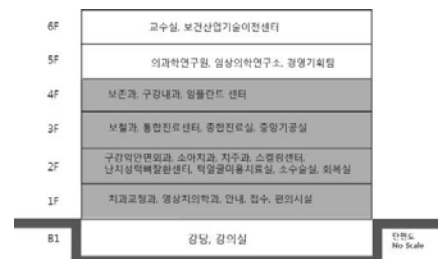 6F 교수실, 보건산업기술이전센터
5F 의과학연구원, 임상의학연구소, 경영기획팀
4F 보존과, 구강내과, 임플란트 센터
3F 보철과, 통합진료센터, 종합진료실, 중앙기공실
2F 구강악안면외과, 소아치과, 치주과, 스켈링센터,
난치성턱뼈질환센터, 턱얼굴미용치료실, 소수술실, 회복실
1F 치과교정과, 영상치의학과, 안내, 접수, 편의시설
B1 강당, 강의실
단면도
No Scale